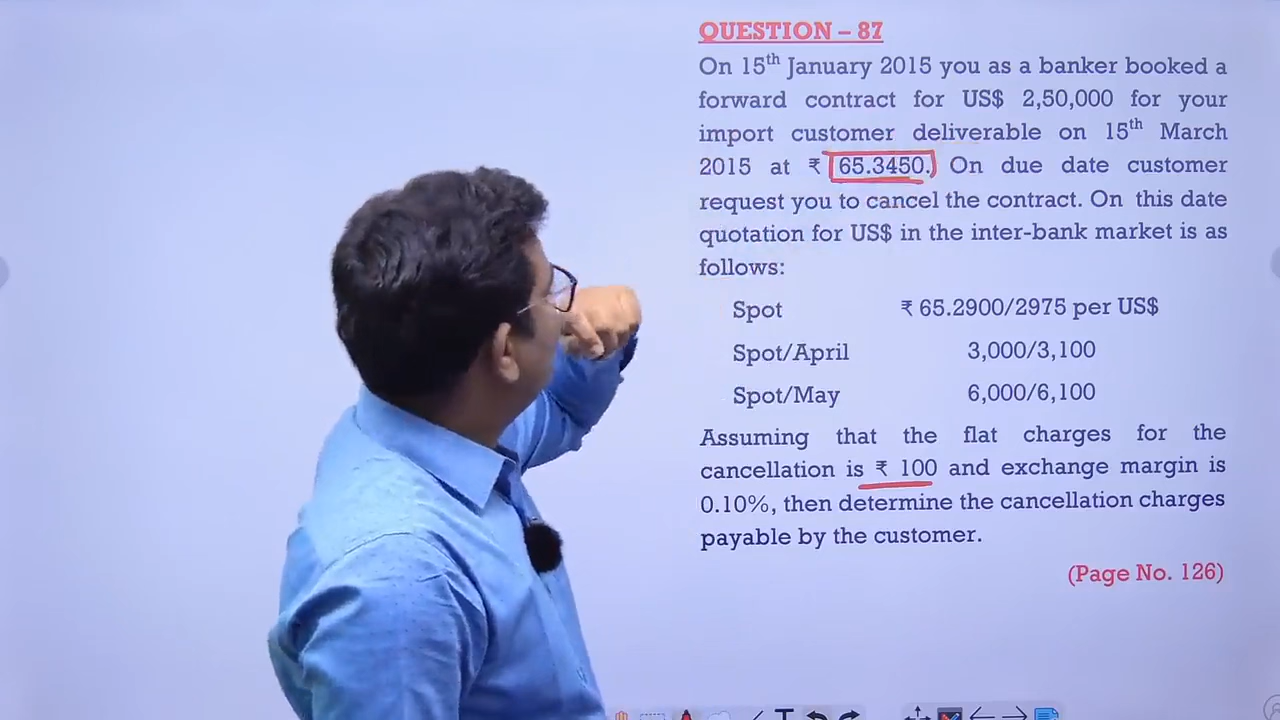 QUESTION – 87
On 15th January 2015 you as a banker booked a
forward contract for US$ 2,50,000 for your
import customer deliverable on 15th March
2015 at ₹ 65.3450. On due date customer
request you to cancel the contract. On this date
quotation for US$ in the inter-bank market is as
follows:
Spot ₹ 65.2900/2975 per US$
Spot/April 3,000/3,100
Spot/May 6,000/6,100
Assuming that the flat charges for the
cancellation is ₹ 100 and exchange margin is
0.10%, then determine the cancellation charges
payable by the customer.
(Page No. 126)